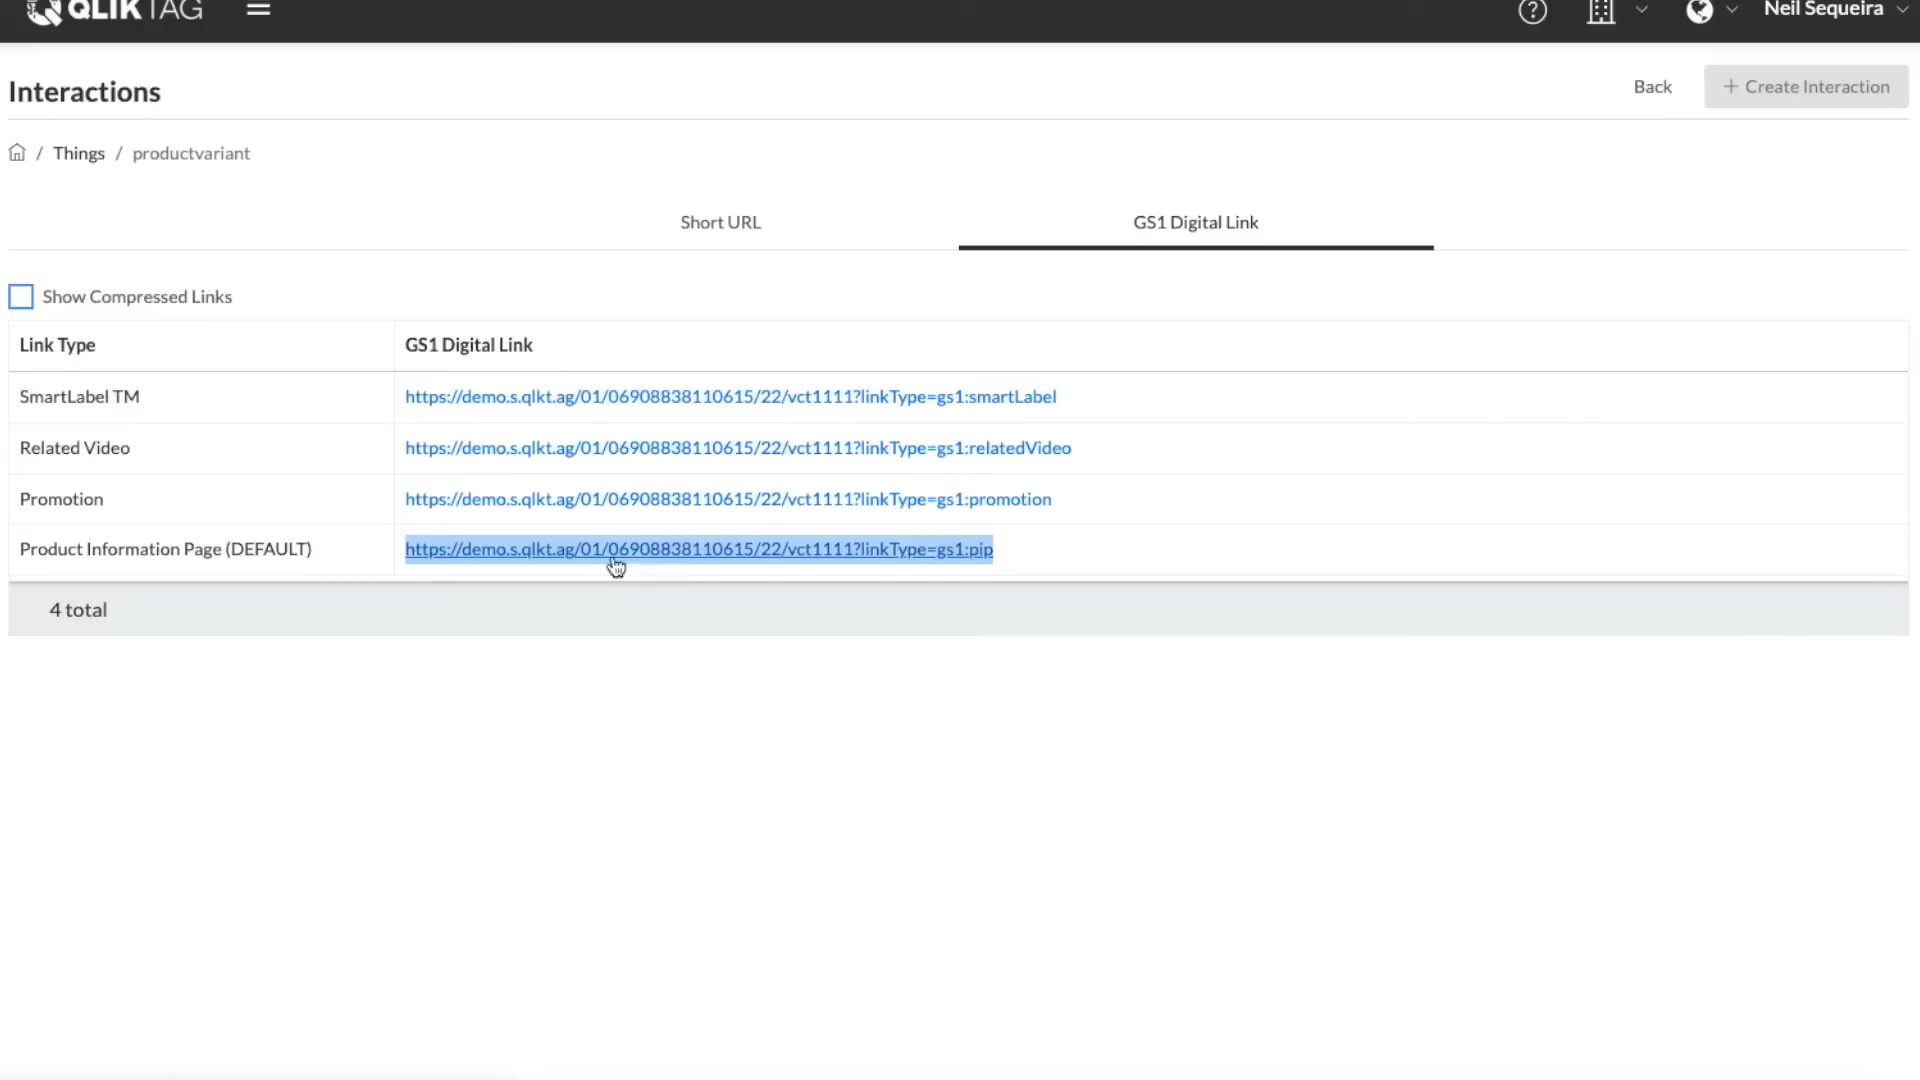 QLIKTAG
Neil Sequeira
Interactions
Back
+ Create Interaction
/ Things / productvariant
Short URL
GS1 Digital Link
Show Compressed Links
Link Type
GS1 Digital Link
SmartLabel TM
https://demo.s.qlkt.ag/01/06908838110615/22/vct1111?linkType=gs1:smartLabel
Related Video
https://demo.s.qlkt.ag/01/06908838110615/22/vct1111?linkType=gs1:relatedVideo
Promotion
https://demo.s.qlkt.ag/01/06908838110615/22/vct1111?linkType=gs1:promotion
Product Information Page (DEFAULT)
https://demo.s.qlkt.ag/01/06908838110615/22/vct1111?linkType=gs1:pip
4 total